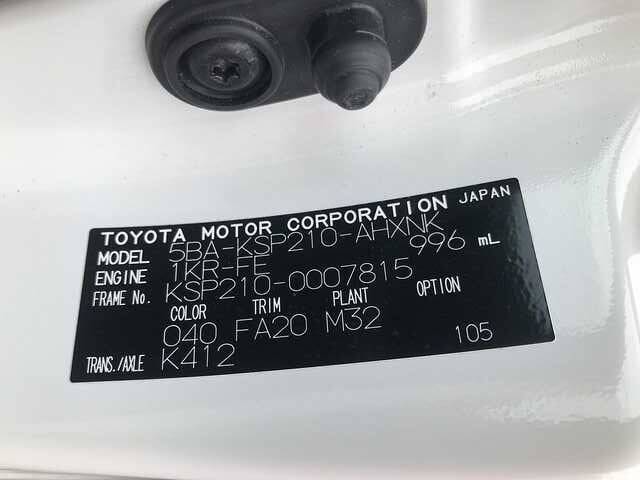 TOYOTA MOTOR CORPORATION JAPAN
MODEL 5BA-KSP210-AHXNK
ENGINE 1KR-FE 996 mL
FRAME No. KSP210-0007815
COLOR TRIM PLANT OPTION
040 FA20 M32
TRANS./AXLE K412 105